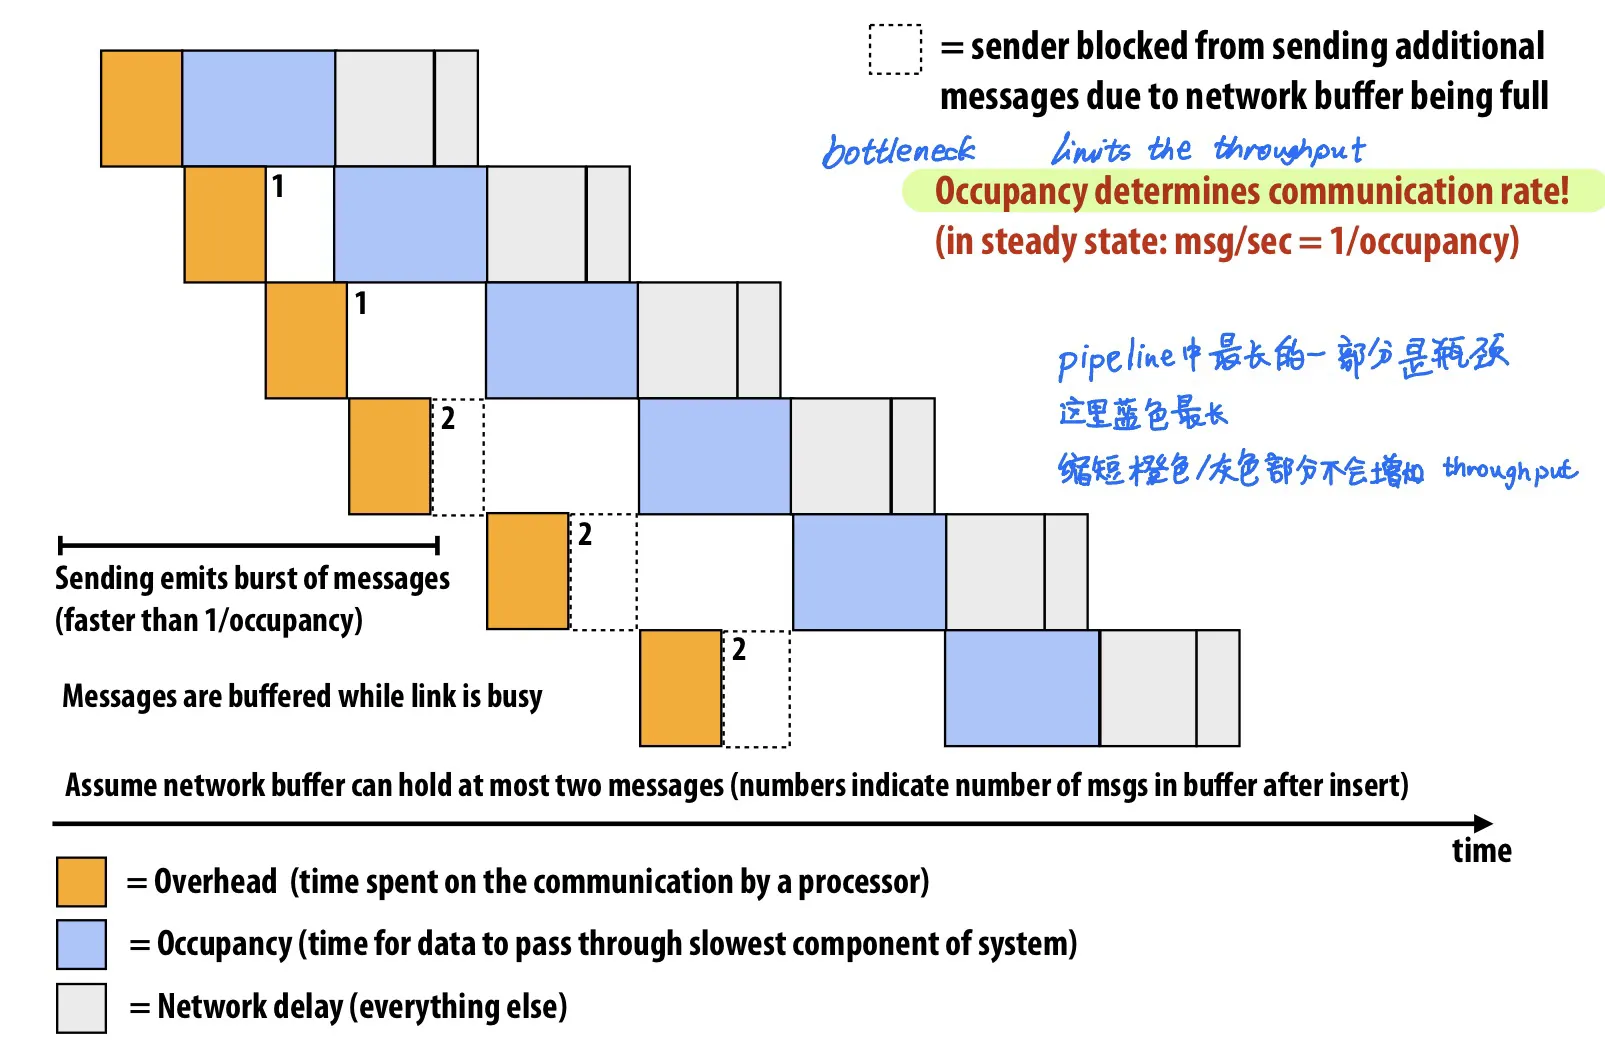 = sender blocked from sending additional
messages due to network buffer being full
bottleneck limits the throughput
Occupancy determines communication rate!
(in steady state: msg/sec = 1/occupancy)
1
1
pipeline中最长的一部分是瓶颈
这里蓝色最长
缩短橙色/灰色部分不会增加 throughput
2
2
2
Sending emits burst of messages
(faster than 1/occupancy)
Messages are buffered while link is busy
Assume network buffer can hold at most two messages (numbers indicate number of msgs in buffer after insert)
time
= Overhead (time spent on the communication by a processor)
= Occupancy (time for data to pass through slowest component of system)
= Network delay (everything else)